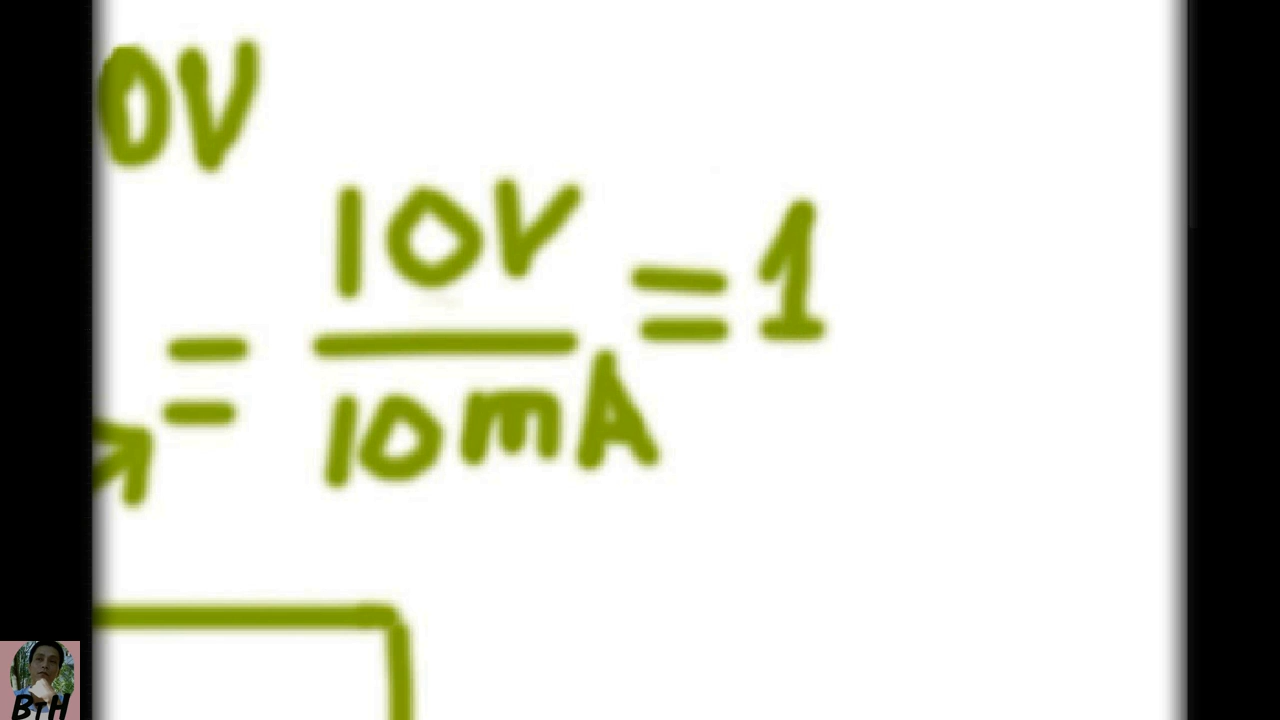 0V
= 10V / 10mA = 1
BTH